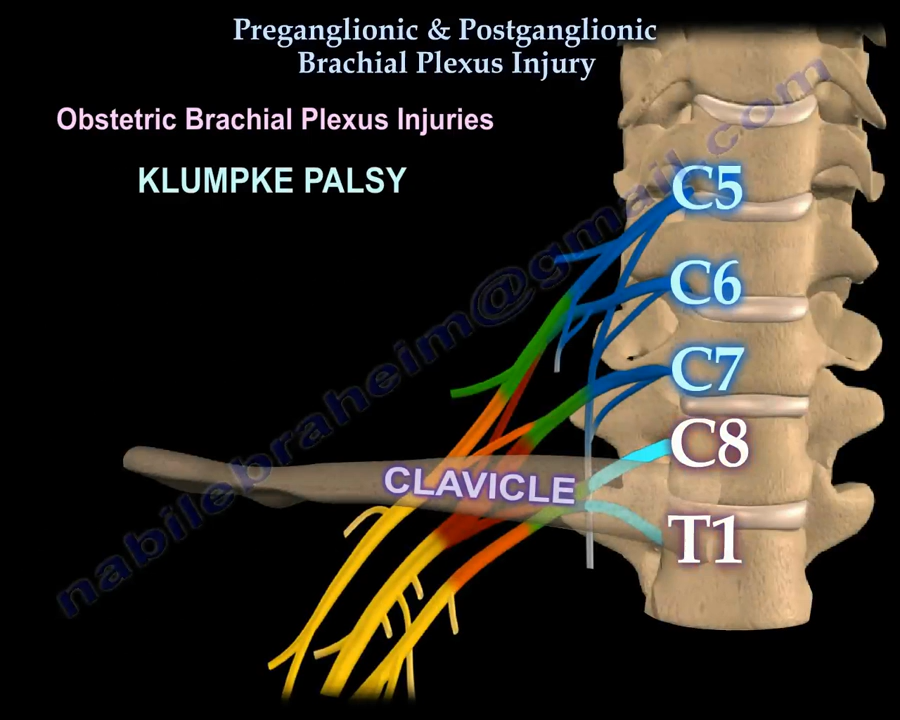 Preganglionic & Postganglionic
Brachial Plexus Injury
Obstetric Brachial Plexus Injuries
KLUMPKE PALSY
C5
C6
C7
C8
T1
CLAVICLE
nabilebraheim@gmail.com